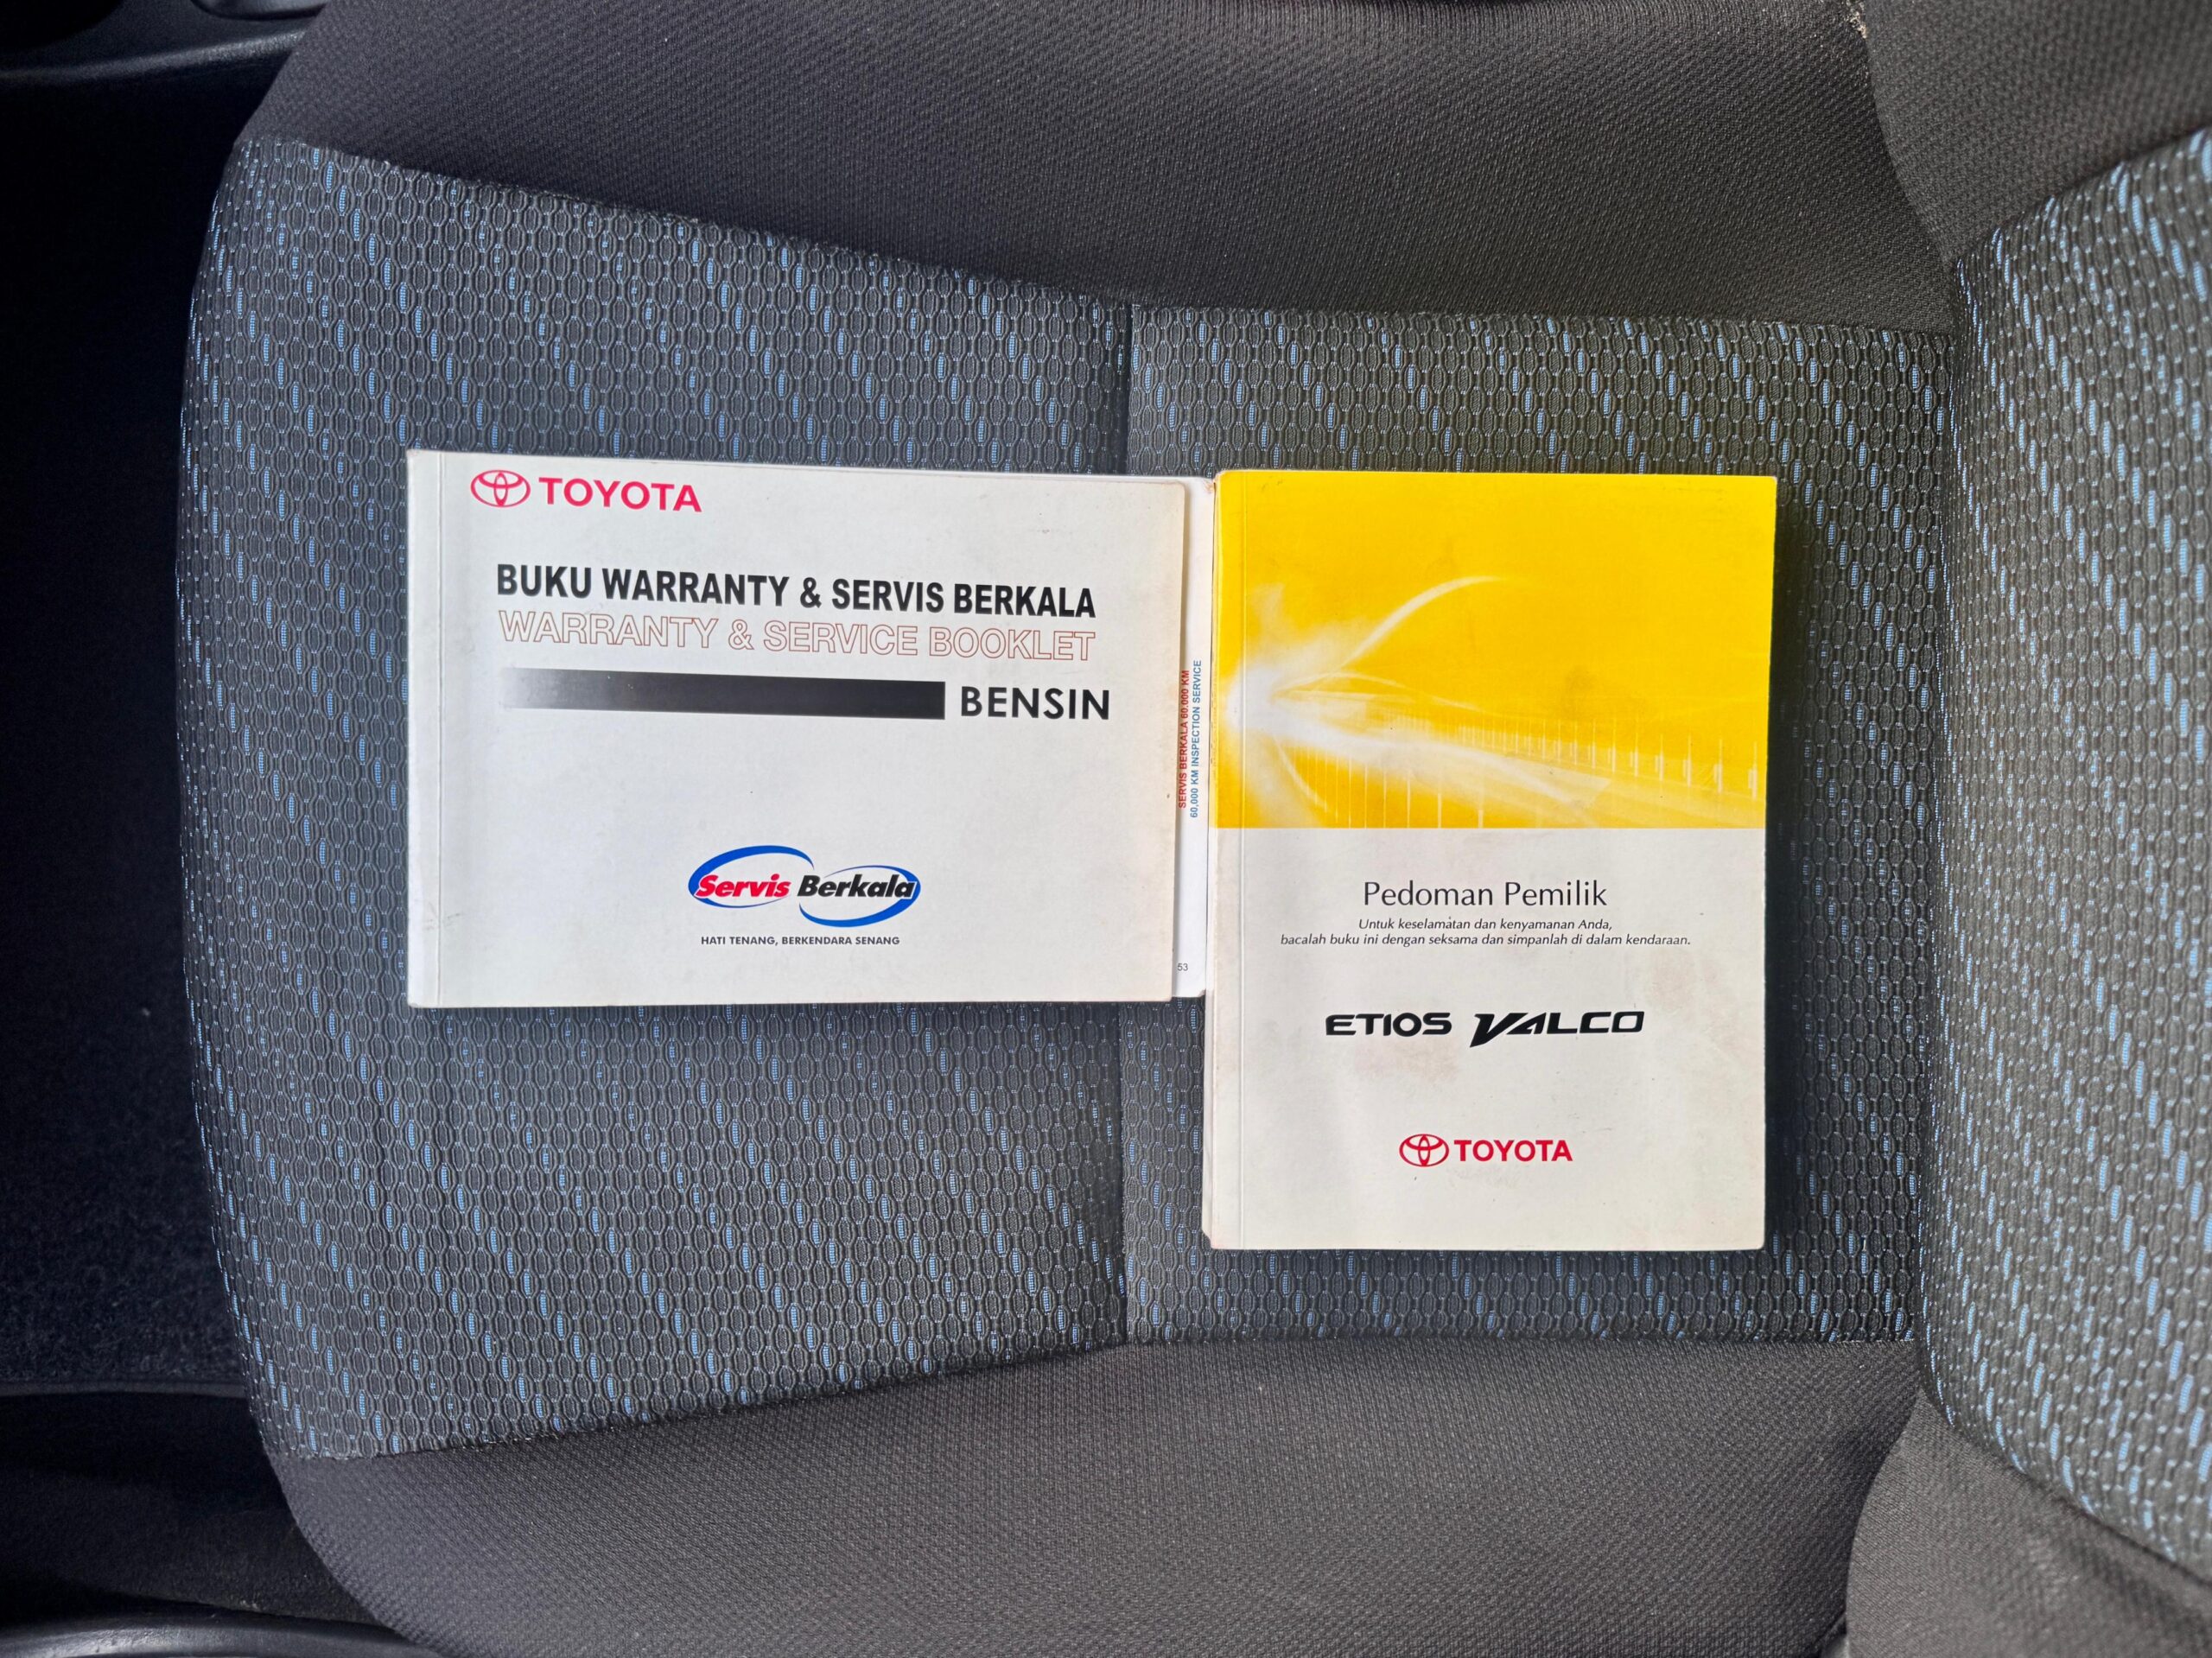 TOYOTA
BUKU WARRANTY & SERVIS BERKALA
WARRANTY & SERVICE BOOKLET
BENSIN
Servis Berkala
HATI TENANG, BERKENDARA SENANG
SERVIS BERKALA 60.000 KM
60,000 KM INSPECTION SERVICE
53
Pedoman Pemilik
Untuk keselamatan dan kenyamanan Anda,
bacalah buku ini dengan seksama dan simpanlah di dalam kendaraan.
ETIOS VALCO
TOYOTA